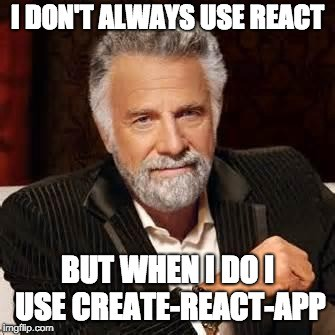 I DON'T ALWAYS USE REACT
BUT WHEN I DO I
USE CREATE-REACT-APP
imgflip.com